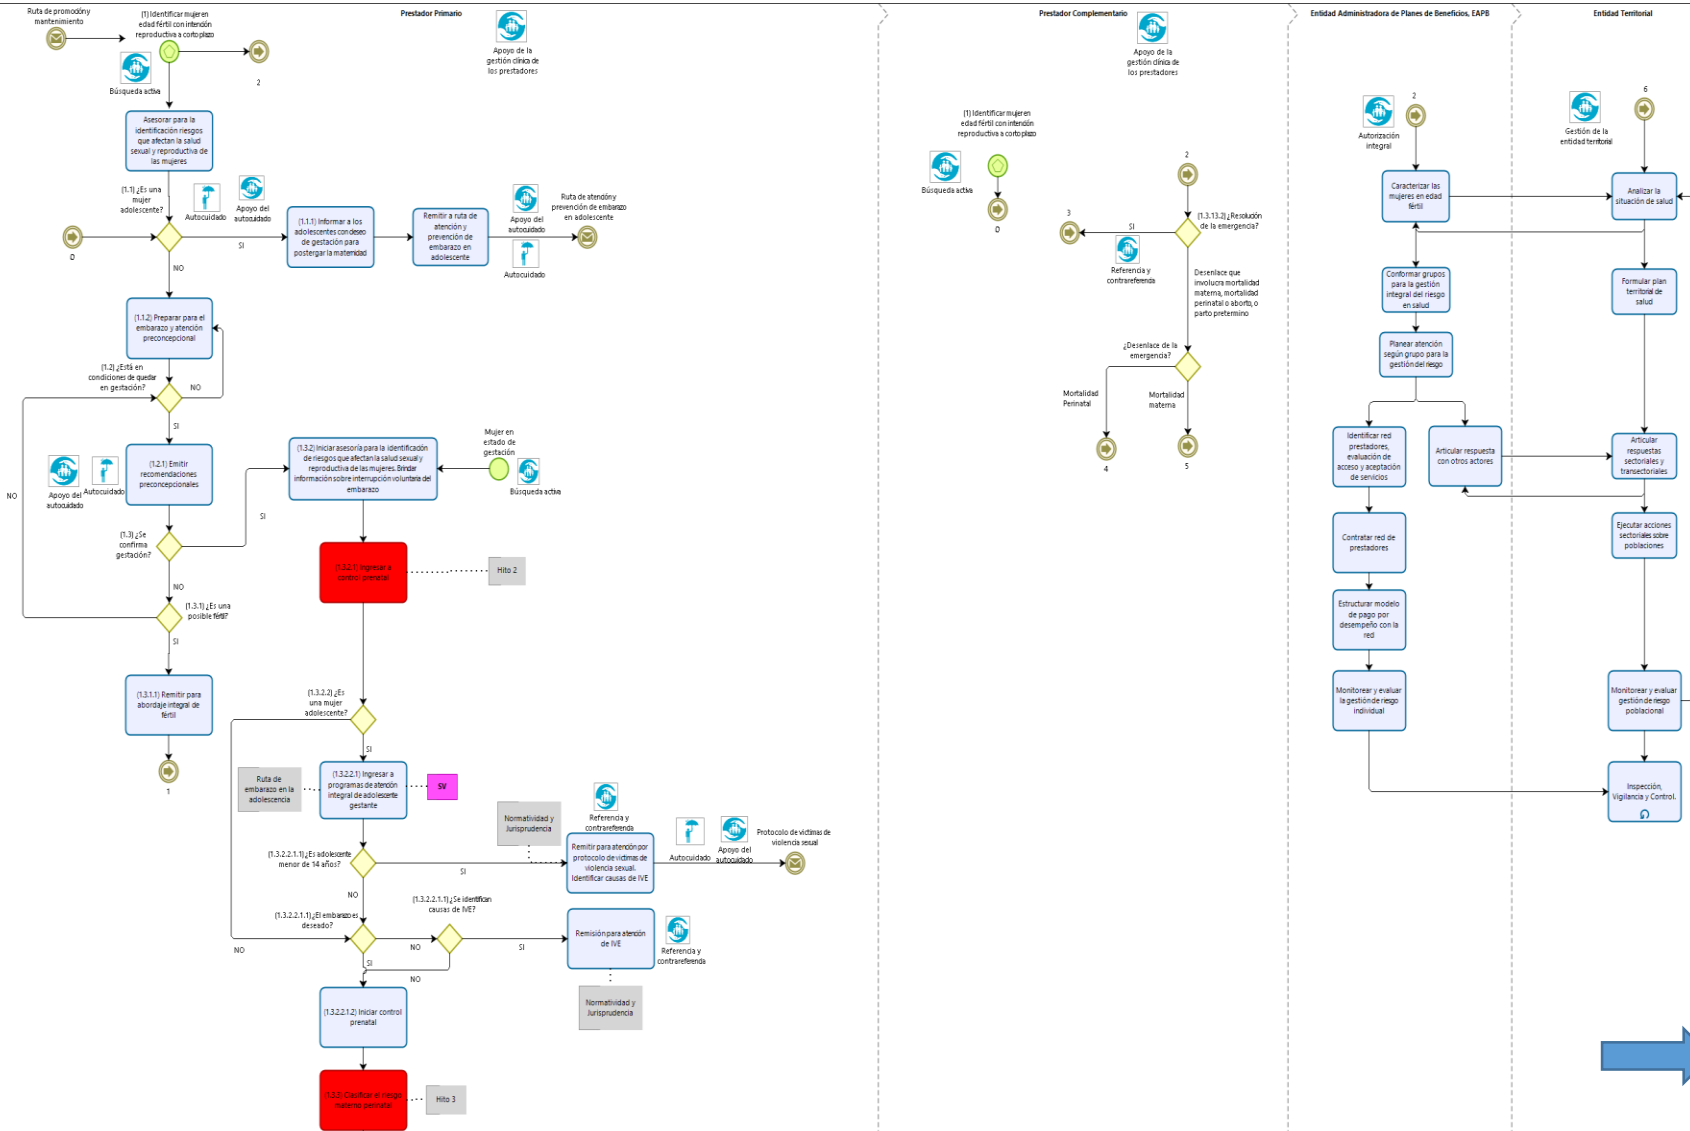 Ruta de promoción y
mantenimiento
(1) Identificar mujeres
edad fértil con intención
reproductiva a corto plazo
Búsqueda activa
2
Prestador Primario
Apoyo de la
gestión clínica de
los prestadores
Asesorar para la
identificación riesgos
que afectan la salud
sexual y reproductiva de
las mujeres
(1.1) ¿Es una
mujer
adolescente?
Autocuidado
Apoyo del
autocuidado
D
SI
NO
(1.1.1) Informar a los
adolescentes con deseo
de gestación para
postergar la maternidad
Remitir a ruta de
atención y
prevención de
embarazo en
adolescente
Apoyo del
autocuidado
Autocuidado
Ruta de atención y
prevención de embarazo
en adolescente
(1.1.2) Preparar para el
embarazo y atención
preconcepcional
(1.2) ¿Está en
condiciones de quedar
en gestación?
NO
SI
(1.2.1) Emitir
recomendaciones
preconcepcionales
Apoyo del
autocuidado
Autocuidado
NO
(1.3) ¿Se
confirma
gestación?
SI
NO
(1.3.1) ¿Es una
posible fértil?
SI
(1.3.1.1) Remitir para
abordaje integral de
fértil
1
(1.3.2) Iniciar asesoría para la identificación
de riesgos que afectan la salud sexual y
reproductiva de las mujeres. Brindar
información sobre interrupción voluntaria del
embarazo
Mujer en
estado de
gestación
Búsqueda activa
(1.3.2.1) Ingresar a
control prenatal
Hito 2
(1.3.2.2) ¿Es
una mujer
adolescente?
SI
NO
Ruta de
embarazo en la
adolescencia
(1.3.2.2.1) Ingresar a
programas de atención
integral de adolescente
gestante
SV
(1.3.2.2.1.1) ¿Es adolescente
menor de 14 años?
SI
NO
Normatividad y
Jurisprudencia
Referencia y
contrareferenda
Remitir para atención por
protocolo de victimas de
violencia sexual.
Identificar causas de IVE
Autocuidado
Apoyo del
autocuidado
Protocolo de victimas de
violencia sexual
(1.3.2.2.1.1) ¿El embarazo es
deseado?
(1.3.2.2.1.1) ¿Se identifican
causas de IVE?
NO
SI
SI
NO
Remisión para atención
de IVE
Referencia y
contrareferenda
Normatividad y
Jurisprudencia
(1.3.2.2.1.2) Iniciar control
prenatal
(1.3.3) Clasificar el riesgo
materno perinatal
Hito 3
Prestador Complementario
Apoyo de la
gestión clínica de
los prestadores
(1) Identificar mujeren
edad fértil con intención
reproductiva a corto plazo
Búsqueda activa
D
2
(1.3.13.2) ¿Resolución
de la emergencia?
3
SI
Referencia y
contrareferenda
Desenlace que
involucra mortalidad
materna, mortalidad
perinatal o aborto, o
parto pretermino
¿Desenlace de la
emergencia?
Mortalidad
Perinatal
Mortalidad
materna
4
5
Entidad Administradora de Planes de Beneficios, EAPB
Autorización
integral
2
Caracterizar las
mujeres en edad
fértil
Conformar grupos
para la gestión
integral del riesgo
en salud
Planear atención
según grupo para la
gestión del riesgo
Identificar red
prestadores,
evaluación de
acceso y aceptación
de servicios
Articular respuesta
con otros actores
Contratar red de
prestadores
Estructurar modelo
de pago por
desempeño con la
red
Monitorear y evaluar
la gestión de riesgo
individual
Entidad Territorial
6
Gestión de la
entidad territorial
Analizar la
situación de salud
Formular plan
territorial de
salud
Articular
respuestas
sectoriales y
transectoriales
Ejecutar acciones
sectoriales sobre
poblaciones
Monitorear y evaluar
gestión de riesgo
poblacional
Inspección,
Vigilancia y Control.